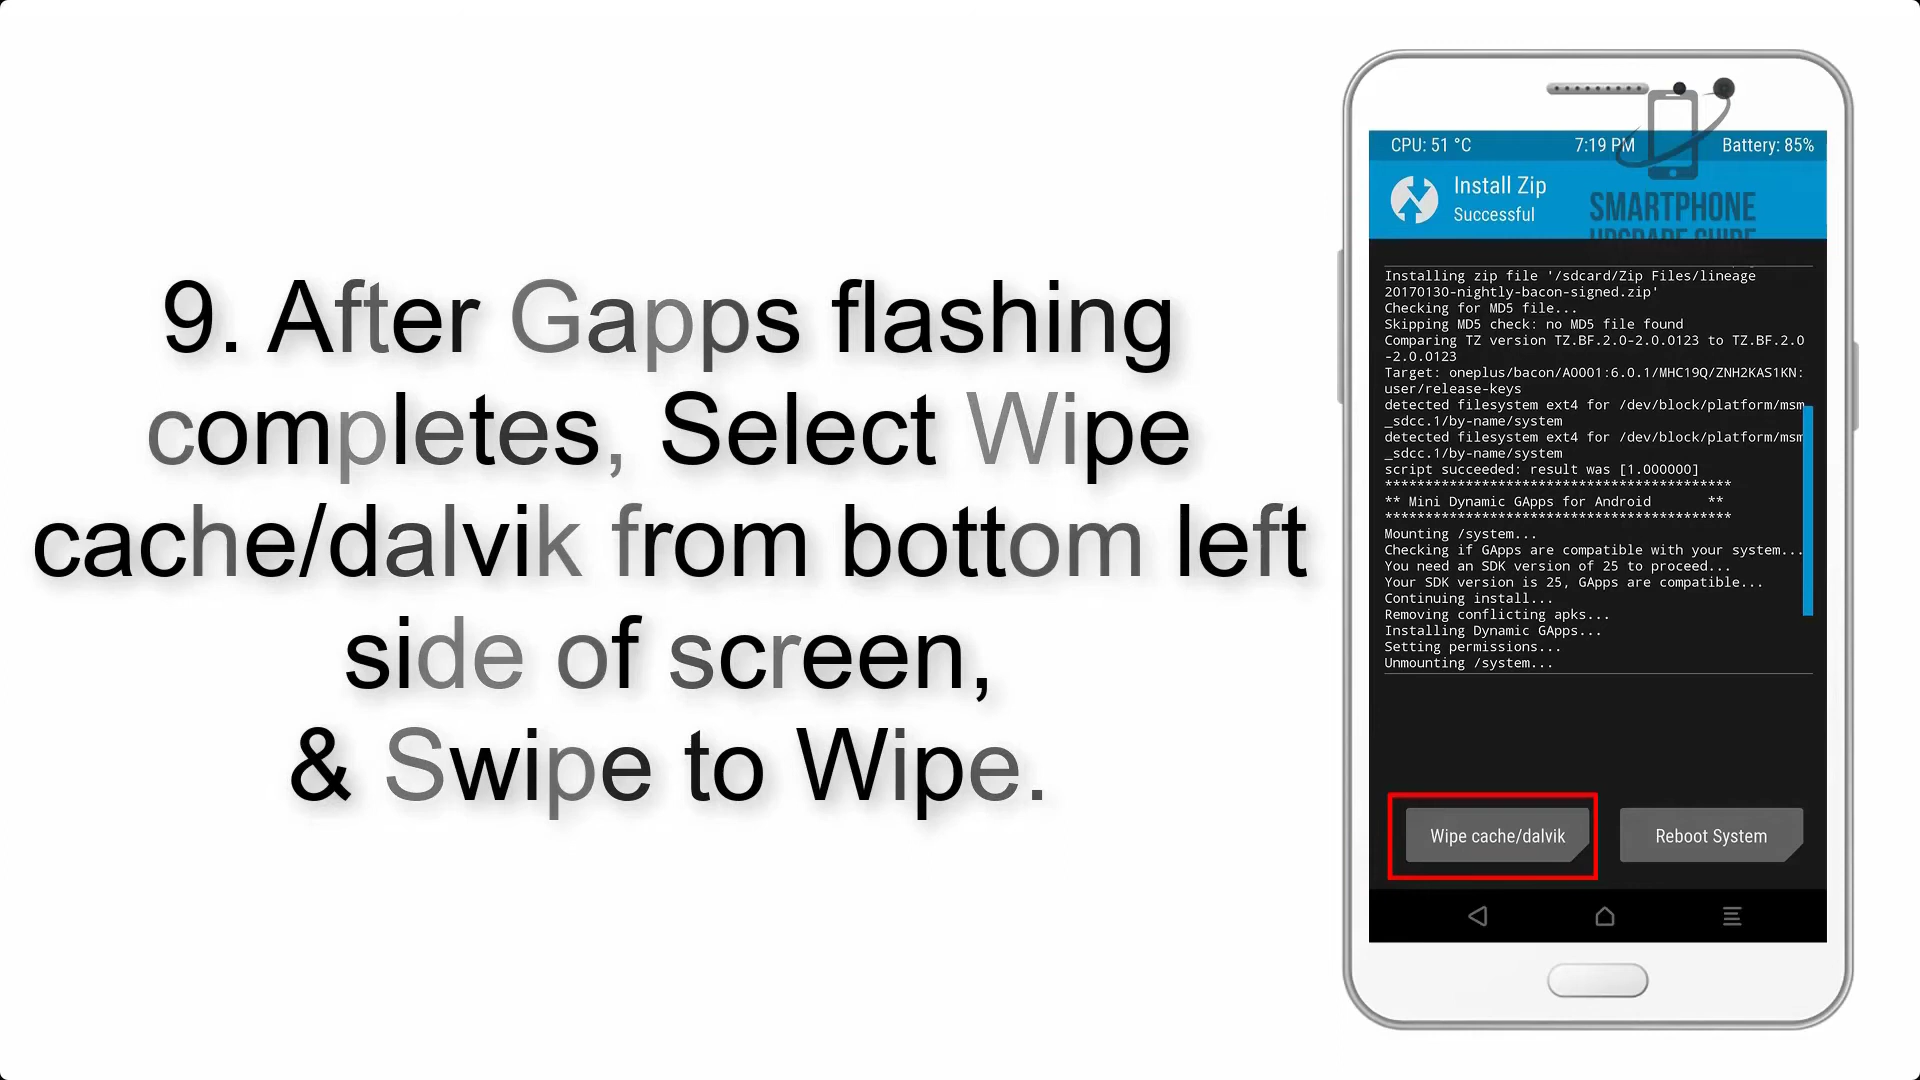 9. After Gapps flashing
completes, Select Wipe
cache/dalvik from bottom left
side of screen,
& Swipe to Wipe.
CPU: 51 °C 7:19 PM Battery: 85%
Install Zip
Successful
SMARTPHONE
UPGRADE GUIDE
Installing zip file '/sdcard/Zip Files/lineage
20170130-nightly-bacon-signed.zip'
Checking for MD5 file...
Skipping MD5 check: no MD5 file found
Comparing TZ version TZ.BF.2.0-2.0.0123 to TZ.BF.2.0
-2.0.0123
Target: oneplus/bacon/A0001:6.0.1/MHC19Q/ZNH2KAS1KN:
user/release-keys
detected filesystem ext4 for /dev/block/platform/msm
_sdcc.1/by-name/system
detected filesystem ext4 for /dev/block/platform/msm
_sdcc.1/by-name/system
script succeeded: result was [1.000000]
******************************************
** Mini Dynamic GApps for Android **
******************************************
Mounting /system...
Checking if GApps are compatible with your system...
You need an SDK version of 25 to proceed...
Your SDK version is 25, GApps are compatible...
Continuing install...
Removing conflicting apks...
Installing Dynamic GApps...
Setting permissions...
Unmounting /system...
Wipe cache/dalvik Reboot System